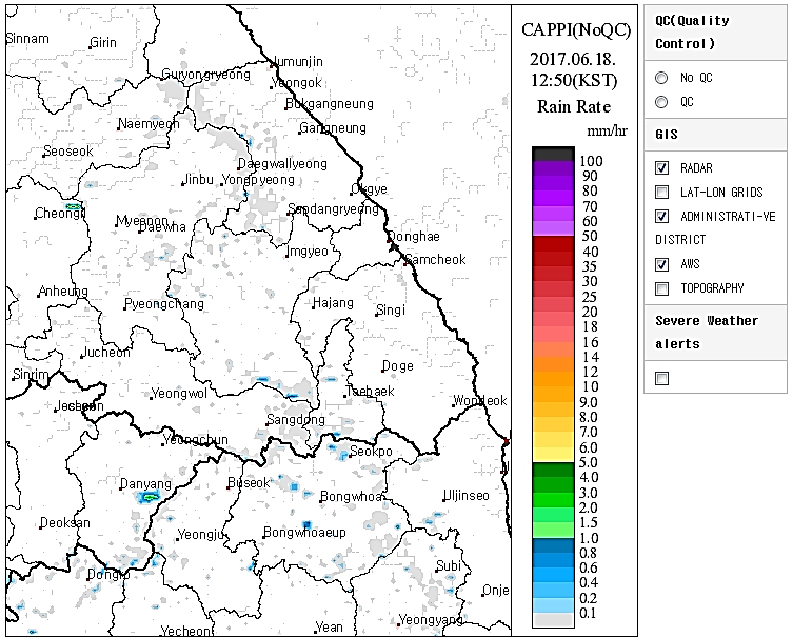 Sinnam
Girin
Jumunjin
Guiyongryeong
Yeongok
Bukgangneung
Naemyeon
Gangneung
Seoseok
Daegwallyeong
Jinbu
Yongpyeong
Okgye
Cheongil
Sapdangryeong
Myeonon
Daewha
Donghae
Imgyeo
Samcheok
Anheung
Pyeongchang
Hajang
Singi
Jucheon
Doge
Sinrim
Yeongwol
Taebaek
Wondeok
Jecheon
Sangdong
Yeongchun
Seokpo
Danyang
Buseok
Bongwhoa
Uljinseo
Deoksan
Yeongju
Bongwhoaeup
Dongro
Subi
Onje
Yecheon
Yean
Yeongyang
CAPPI(NoQC)
2017.06.18.
12:50(KST)
Rain Rate
mm/hr
100
90
80
70
60
50
40
35
30
25
20
18
16
14
12
10
9.0
8.0
7.0
6.0
5.0
4.0
3.0
2.0
1.5
1.0
0.8
0.6
0.4
0.2
0.1
QC(Quality
Control)
No QC
QC
GIS
RADAR
LAT-LON GRIDS
ADMINISTRATI-VE
DISTRICT
AWS
TOPOGRAPHY
Severe Weather
alerts